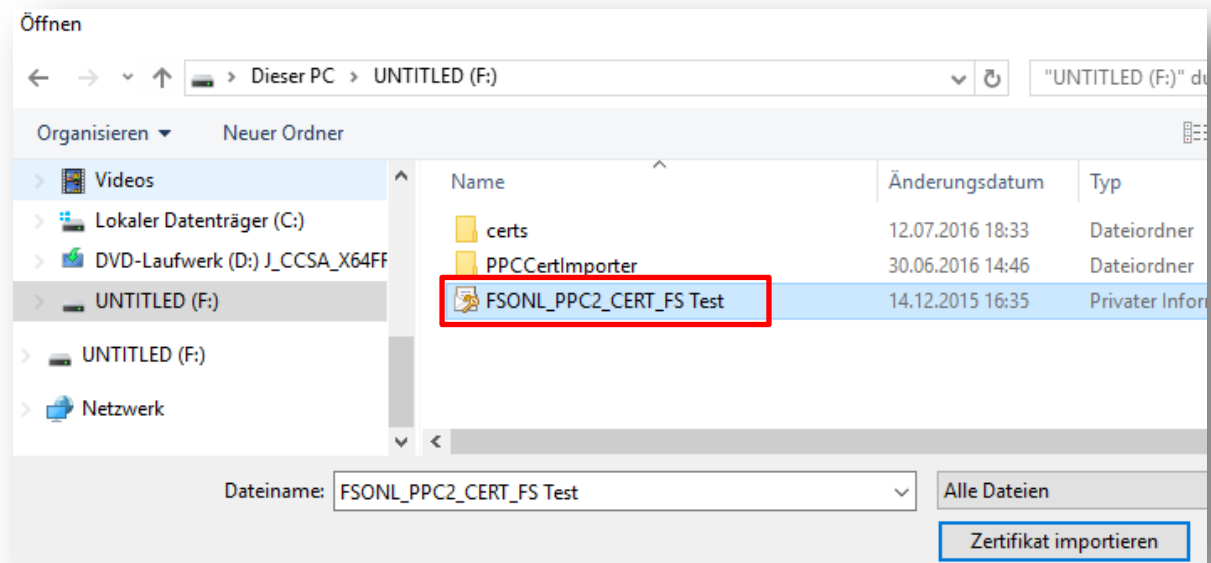 Öffnen
Dieser PC > UNTITLED (F:)
"UNTITLED (F:)" du
Organisieren
Neuer Ordner
Videos
Lokaler Datenträger (C:)
DVD-Laufwerk (D:) J_CCSA_X64FF
UNTITLED (F:)
UNTITLED (F:)
Netzwerk
Name Änderungsdatum Typ
certs 12.07.2016 18:33 Dateiordner
PPCCertImporter 30.06.2016 14:46 Dateiordner
FSONL_PPC2_CERT_FS Test 14.12.2015 16:35 Privater Infor
Dateiname: FSONL_PPC2_CERT_FS Test
Alle Dateien
Zertifikat importieren